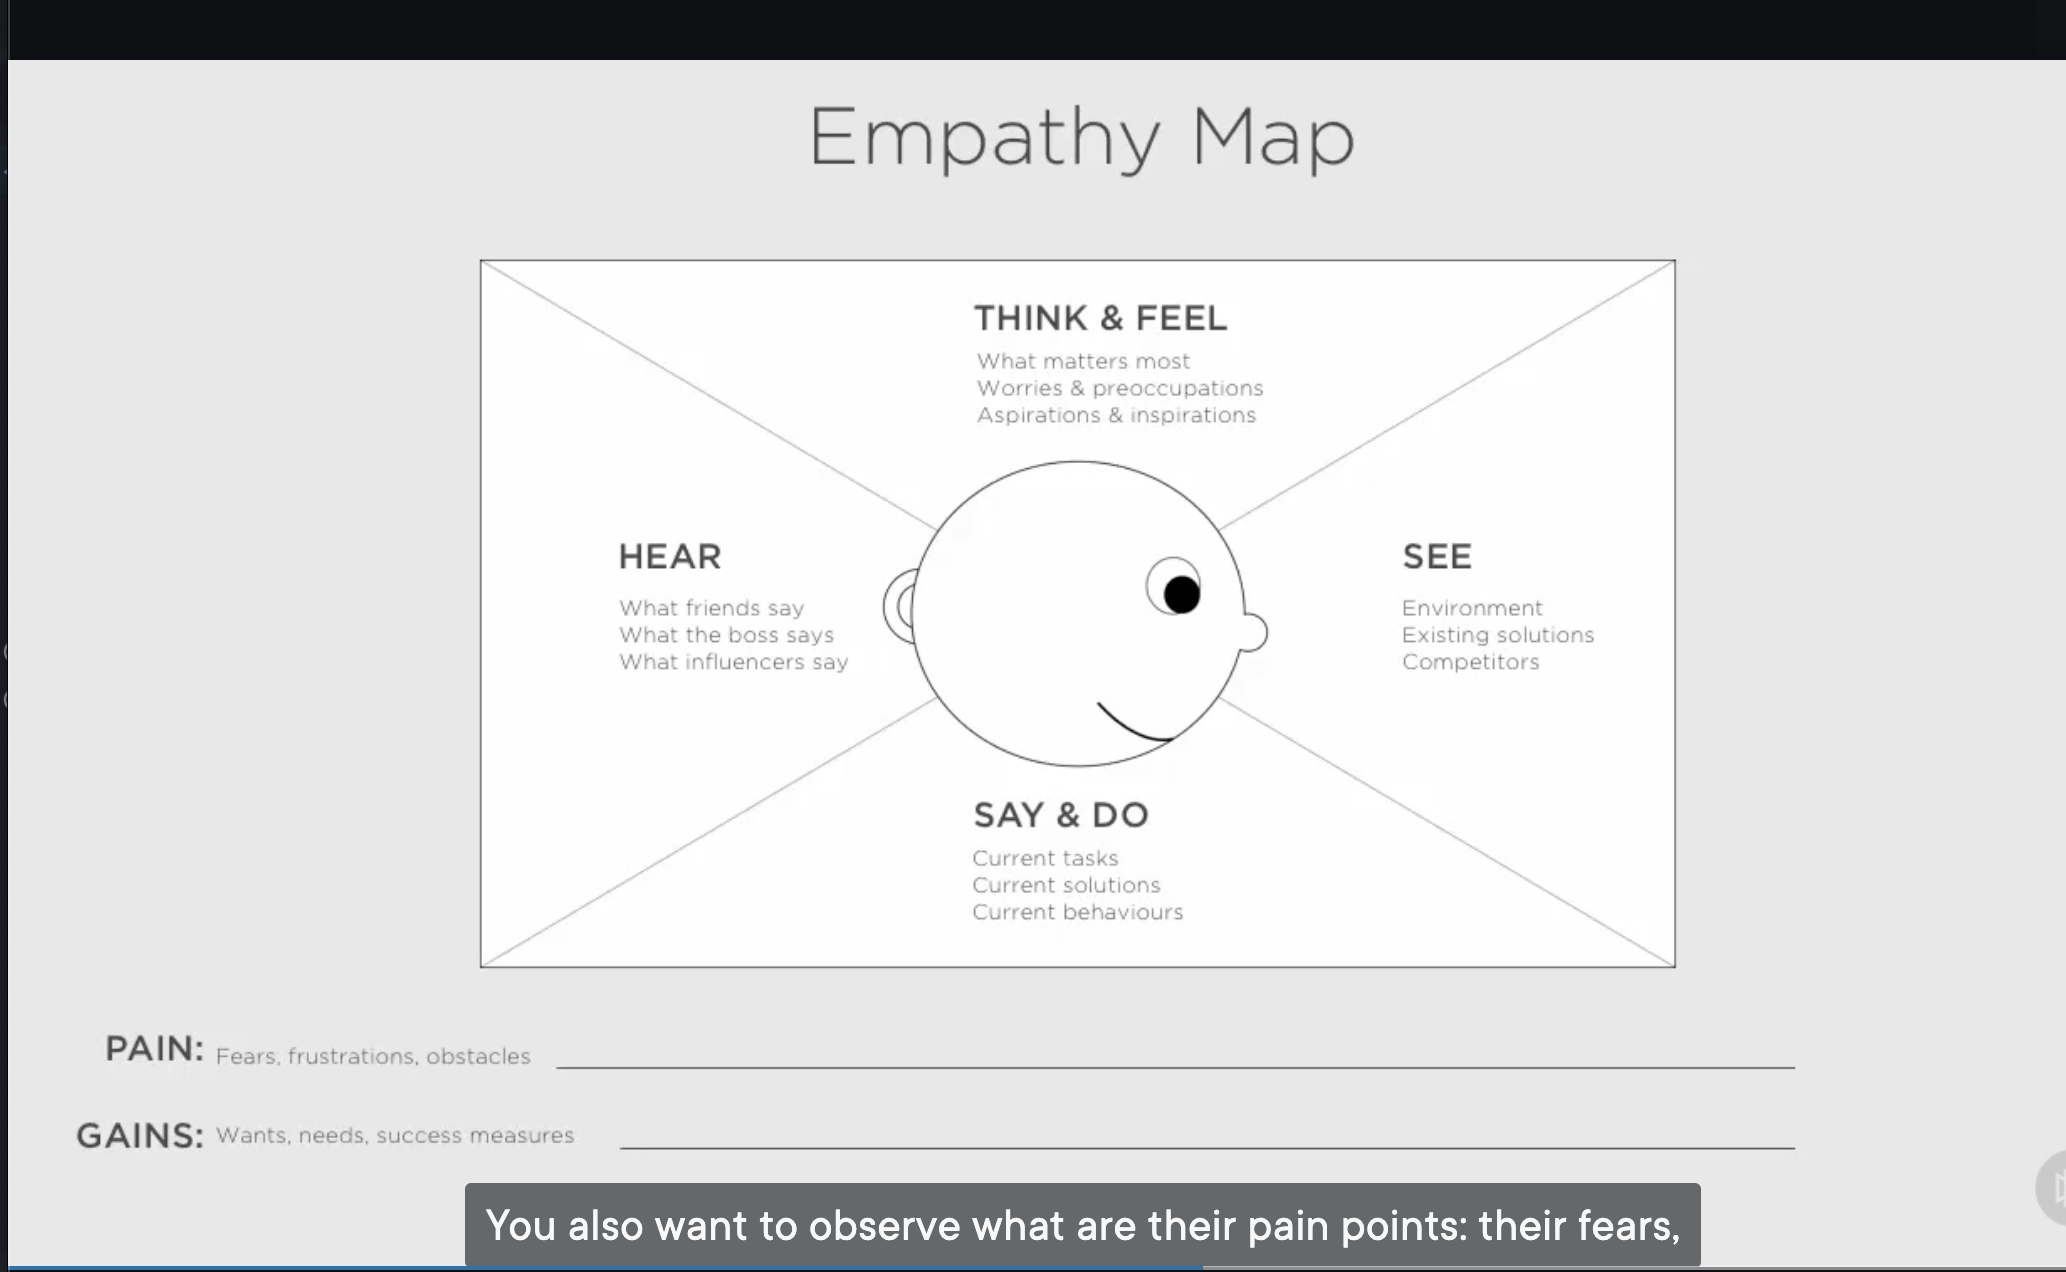 Empathy Map
THINK & FEEL
What matters most
Worries & preoccupations
Aspirations & inspirations
HEAR
What friends say
What the boss says
What influencers say
SEE
Environment
Existing solutions
Competitors
SAY & DO
Current tasks
Current solutions
Current behaviours
PAIN: Fears, frustrations, obstacles
GAINS: Wants, needs, success measures
You also want to observe what are their pain points: their fears,